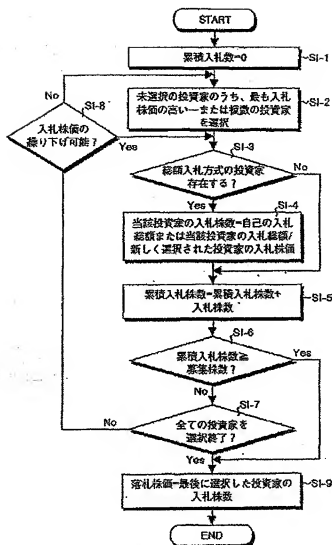 START
累積入札数=0
SI-1
SI-8
No
未選択の投資家のうち、最も入札
株価の高い一または複数の投資家
を選択
SI-2
入札株価の
繰り下げ可能?
Yes
SI-3
総額入札方式の投資家
存在する?
No
Yes
SI-4
当該投資家の入札株数=自己の入札
総額または当該投資家の入札総額/
新しく選択された投資家の入札株価
累積入札株数=累積入札株数+
入札株数
SI-5
SI-6
累積入札株数≧
募集株数?
Yes
No
SI-7
No
全ての投資家を
選択終了?
Yes
落札株価=最後に選択した投資家の
入札株数
SI-9
END